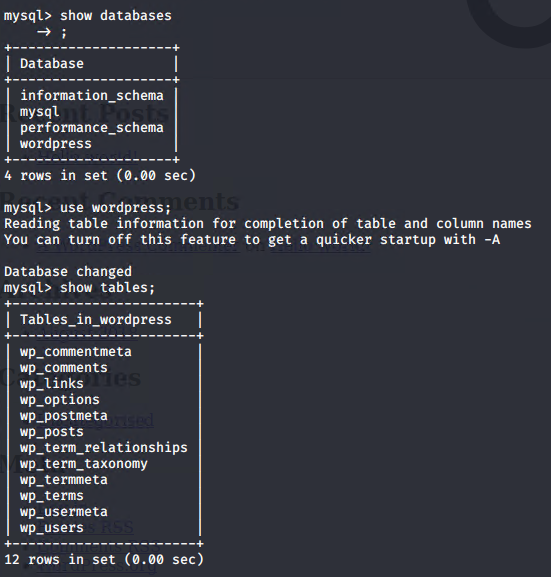 mysql> show databases
    → ;
+--------------------+
| Database           |
+--------------------+
| information_schema |
| mysql              |
| performance_schema |
| wordpress          |
+--------------------+
4 rows in set (0.00 sec)
mysql> use wordpress;
Reading table information for completion of table and column names
You can turn off this feature to get a quicker startup with -A
Database changed
mysql> show tables;
+-----------------------+
| Tables_in_wordpress   |
+-----------------------+
| wp_commentmeta        |
| wp_comments           |
| wp_links              |
| wp_options            |
| wp_postmeta           |
| wp_posts              |
| wp_term_relationships |
| wp_term_taxonomy      |
| wp_termmeta           |
| wp_terms              |
| wp_usermeta           |
| wp_users              |
+-----------------------+
12 rows in set (0.00 sec)